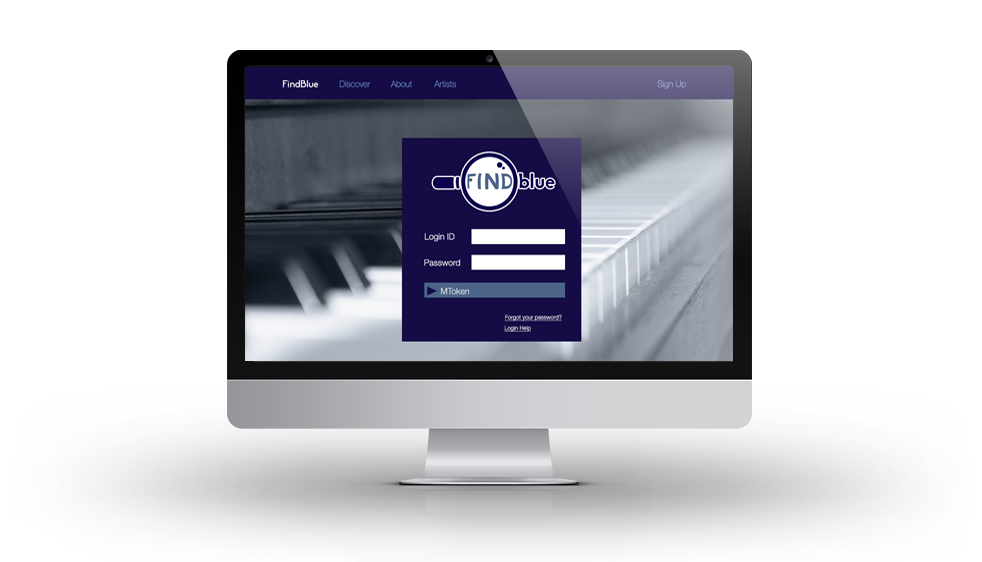 FindBlue Discover About Artists Sign Up
FIND blue
Login ID
Password
MToken
Forgot your password?
Login Help